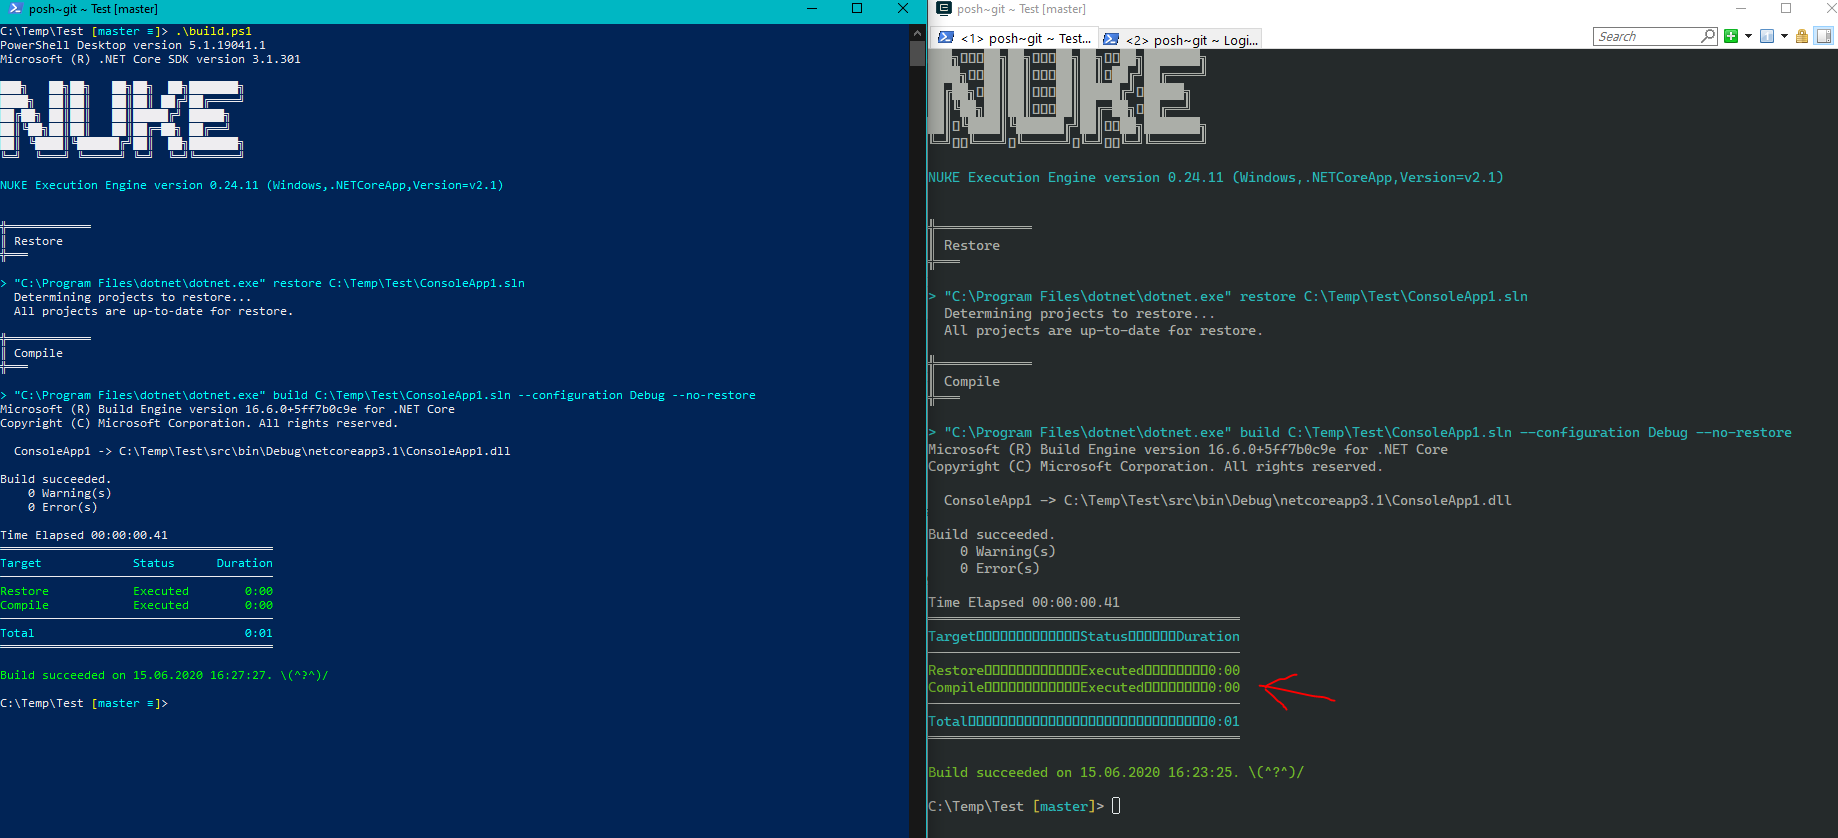 posh~git ~ Test [master]
C:\Temp\Test [master ≡]> .\build.ps1
PowerShell Desktop version 5.1.19041.1
Microsoft (R) .NET Core SDK version 3.1.301
NUKE
NUKE Execution Engine version 0.24.11 (Windows,.NETCoreApp,Version=v2.1)
Restore
> "C:\Program Files\dotnet\dotnet.exe" restore C:\Temp\Test\ConsoleApp1.sln
Determining projects to restore...
All projects are up-to-date for restore.
Compile
> "C:\Program Files\dotnet\dotnet.exe" build C:\Temp\Test\ConsoleApp1.sln --configuration Debug --no-restore
Microsoft (R) Build Engine version 16.6.0+5ff7b0c9e for .NET Core
Copyright (C) Microsoft Corporation. All rights reserved.
ConsoleApp1 -> C:\Temp\Test\src\bin\Debug\netcoreapp3.1\ConsoleApp1.dll
Build succeeded.
0 Warning(s)
0 Error(s)
Time Elapsed 00:00:00.41
Target Status Duration
Restore Executed 0:00
Compile Executed 0:00
Total 0:01
Build succeeded on 15.06.2020 16:27:27. \(^?^)/
C:\Temp\Test [master ≡]>
posh~git ~ Test [master]
<1> posh~git ~ Test... <2> posh~git ~ Logi... Search
NUKE
NUKE Execution Engine version 0.24.11 (Windows,.NETCoreApp,Version=v2.1)
Restore
> "C:\Program Files\dotnet\dotnet.exe" restore C:\Temp\Test\ConsoleApp1.sln
Determining projects to restore...
All projects are up-to-date for restore.
Compile
> "C:\Program Files\dotnet\dotnet.exe" build C:\Temp\Test\ConsoleApp1.sln --configuration Debug --no-restore
Microsoft (R) Build Engine version 16.6.0+5ff7b0c9e for .NET Core
Copyright (C) Microsoft Corporation. All rights reserved.
ConsoleApp1 -> C:\Temp\Test\src\bin\Debug\netcoreapp3.1\ConsoleApp1.dll
Build succeeded.
0 Warning(s)
0 Error(s)
Time Elapsed 00:00:00.41
Target▯▯▯▯▯▯▯▯▯▯▯▯▯Status▯▯▯▯▯▯Duration
Restore▯▯▯▯▯▯▯▯▯▯▯▯Executed▯▯▯▯▯▯▯▯0:00
Compile▯▯▯▯▯▯▯▯▯▯▯▯Executed▯▯▯▯▯▯▯▯0:00
Total▯▯▯▯▯▯▯▯▯▯▯▯▯▯▯▯▯▯▯▯▯▯▯▯▯▯▯▯▯▯0:01
Build succeeded on 15.06.2020 16:23:25. \(^?^)/
C:\Temp\Test [master]>